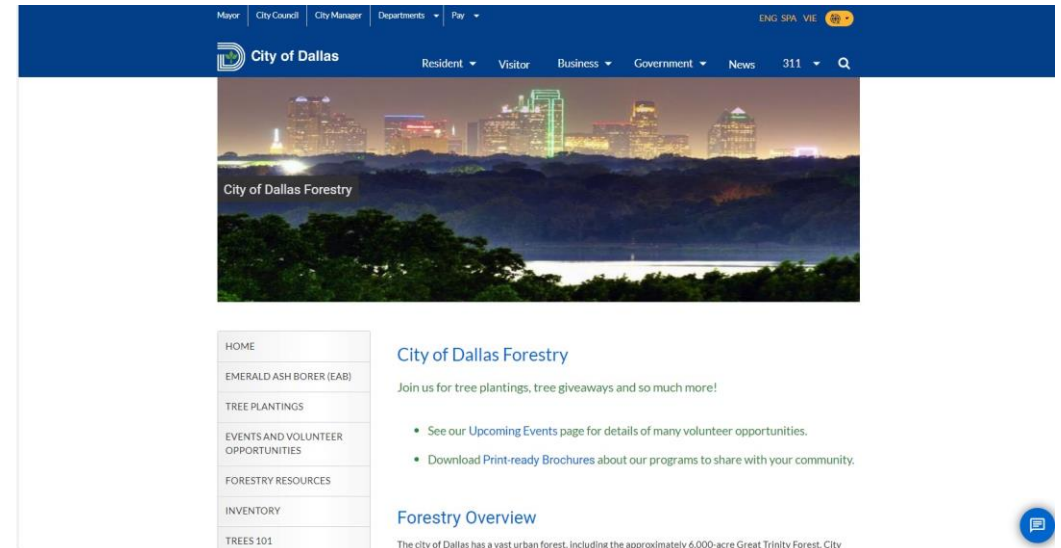 Mayor City Council City Manager Departments Pay
ENG SPA VIE
City of Dallas
Resident Visitor Business Government News 311
City of Dallas Forestry
HOME
EMERALD ASH BORER (EAB)
TREE PLANTINGS
EVENTS AND VOLUNTEER
OPPORTUNITIES
FORESTRY RESOURCES
INVENTORY
TREES 101
City of Dallas Forestry
Join us for tree plantings, tree giveaways and so much more!
• See our Upcoming Events page for details of many volunteer opportunities.
• Download Print-ready Brochures about our programs to share with your community.
Forestry Overview
The city of Dallas has a vast urban forest, including the approximately 6,000-acre Great Trinity Forest. City